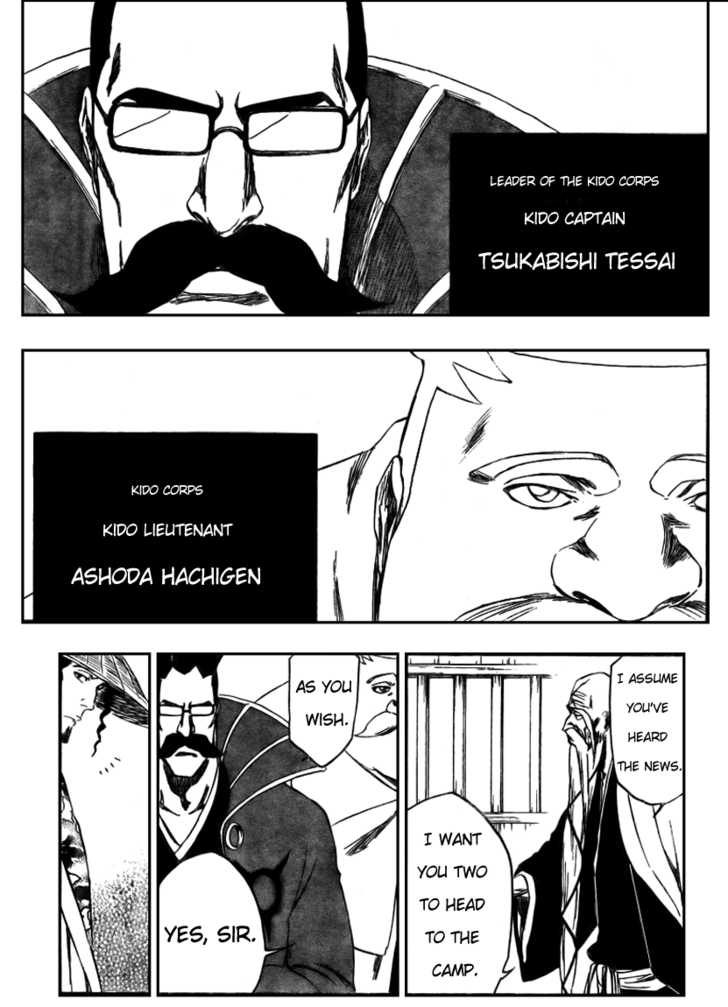 LEADER OF THE KIDO CORPS
KIDO CAPTAIN
TSUKABISHI TESSAI
KIDO CORPS
KIDO LIEUTENANT
ASHODA HACHIGEN
I ASSUME
YOU'VE
HEARD
THE NEWS.
I WANT
YOU TWO
TO HEAD
TO THE
CAMP.
AS YOU
WISH.
YES, SIR.